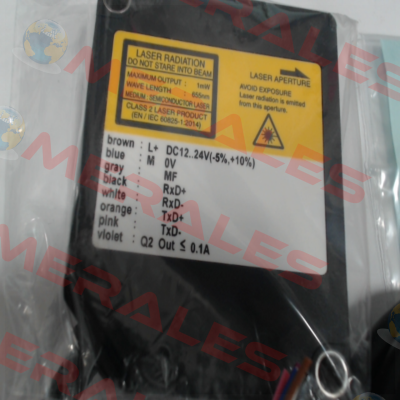 LASER RADIATION
DO NOT STARE INTO BEAM
MAXIMUM OUTPUT : 1mW
WAVE LENGTH : 655nm
MEDIUM: SEMICONDUCTOR LASER
CLASS 2 LASER PRODUCT
(EN / IEC 60825-1:2014)
LASER APERTURE
AVOID EXPOSURE
Laser radiation is emitted
from this aperture.
brown : L+ DC12..24V(-5%,+10%)
blue : M 0V
gray : MF
black : RxD+
white : RxD-
orange : TxD+
pink : TxD-
violet : Q2 Out ≤ 0.1A
MERALES